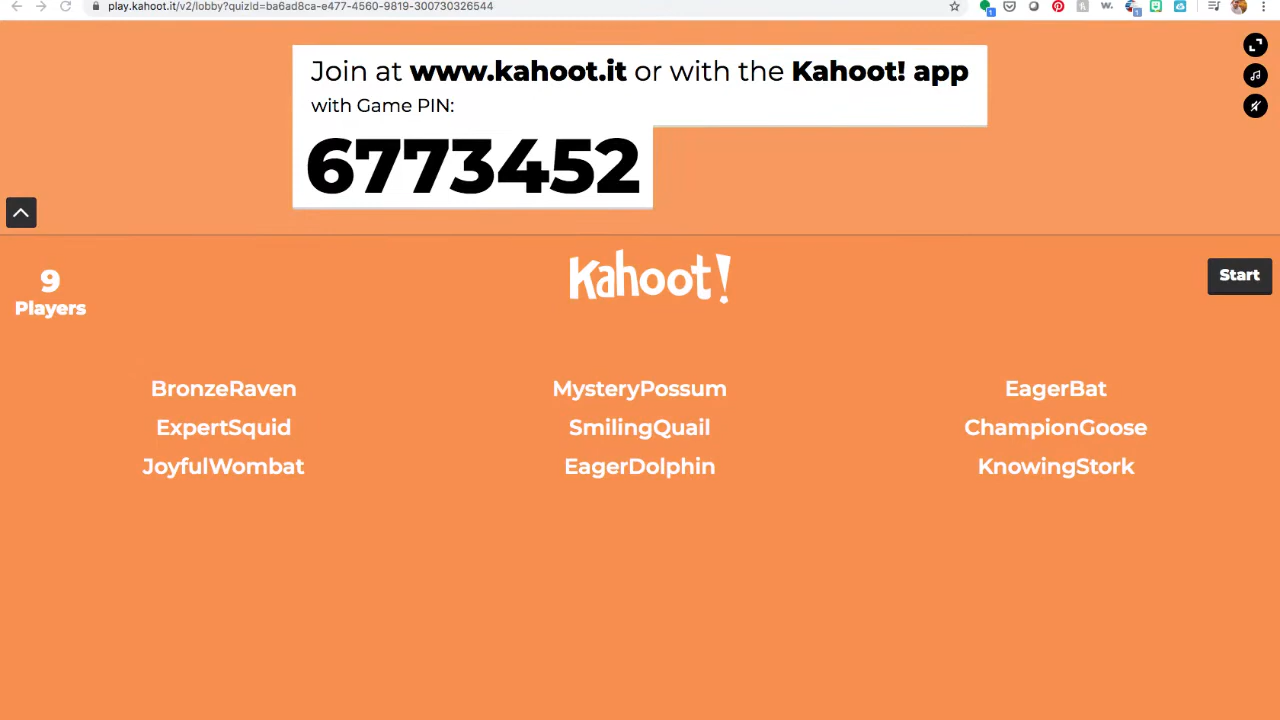 play.kahoot.it/v2/lobby?quizId=ba6ad8ca-e477-4560-9819-300730326544
Join at www.kahoot.it or with the Kahoot! app
with Game PIN:
6773452
9
Players
Kahoot!
Start
BronzeRaven MysteryPossum EagerBat
ExpertSquid SmilingQuail ChampionGoose
JoyfulWombat EagerDolphin KnowingStork